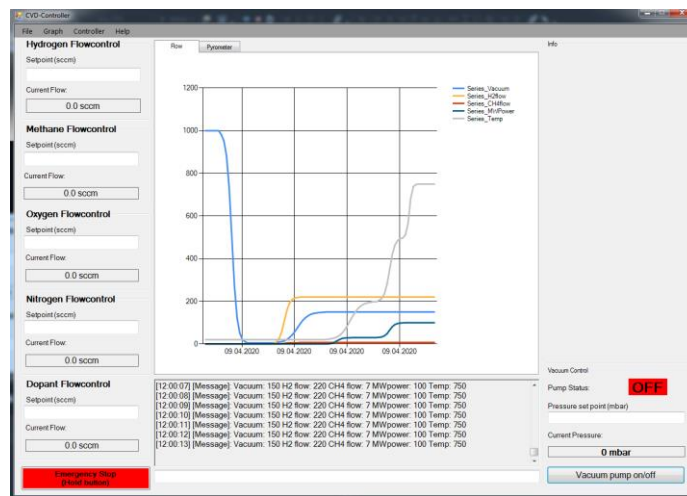 CVD-Controller
File Graph Controller Help
Hydrogen Flowcontrol
Setpoint (sccm)
Current Flow:
0.0 sccm
Methane Flowcontrol
Setpoint (sccm)
Current Flow:
0.0 sccm
Oxygen Flowcontrol
Setpoint (sccm)
Current Flow:
0.0 sccm
Nitrogen Flowcontrol
Setpoint (sccm)
Current Flow:
0.0 sccm
Dopant Flowcontrol
Setpoint (sccm)
Current Flow:
0.0 sccm
Emergency Stop
(Hold button)
Flow Pyrometer
1200
1000
800
600
400
200
0
09.04.2020 09.04.2020 09.04.2020 09.04.2020
Series_Vacuum
Series_H2flow
Series_CH4flow
Series_MWPower
Series_Temp
[12:00:07] [Message]: Vacuum: 150 H2 flow: 220 CH4 flow: 7 MWpower: 100 Temp: 750
[12:00:08] [Message]: Vacuum: 150 H2 flow: 220 CH4 flow: 7 MWpower: 100 Temp: 750
[12:00:09] [Message]: Vacuum: 150 H2 flow: 220 CH4 flow: 7 MWpower: 100 Temp: 750
[12:00:10] [Message]: Vacuum: 150 H2 flow: 220 CH4 flow: 7 MWpower: 100 Temp: 750
[12:00:11] [Message]: Vacuum: 150 H2 flow: 220 CH4 flow: 7 MWpower: 100 Temp: 750
[12:00:12] [Message]: Vacuum: 150 H2 flow: 220 CH4 flow: 7 MWpower: 100 Temp: 750
[12:00:13] [Message]: Vacuum: 150 H2 flow: 220 CH4 flow: 7 MWpower: 100 Temp: 750
Info
Vacuum Control
Pump Status: OFF
Pressure set point (mbar)
Current Pressure:
0 mbar
Vacuum pump on/off